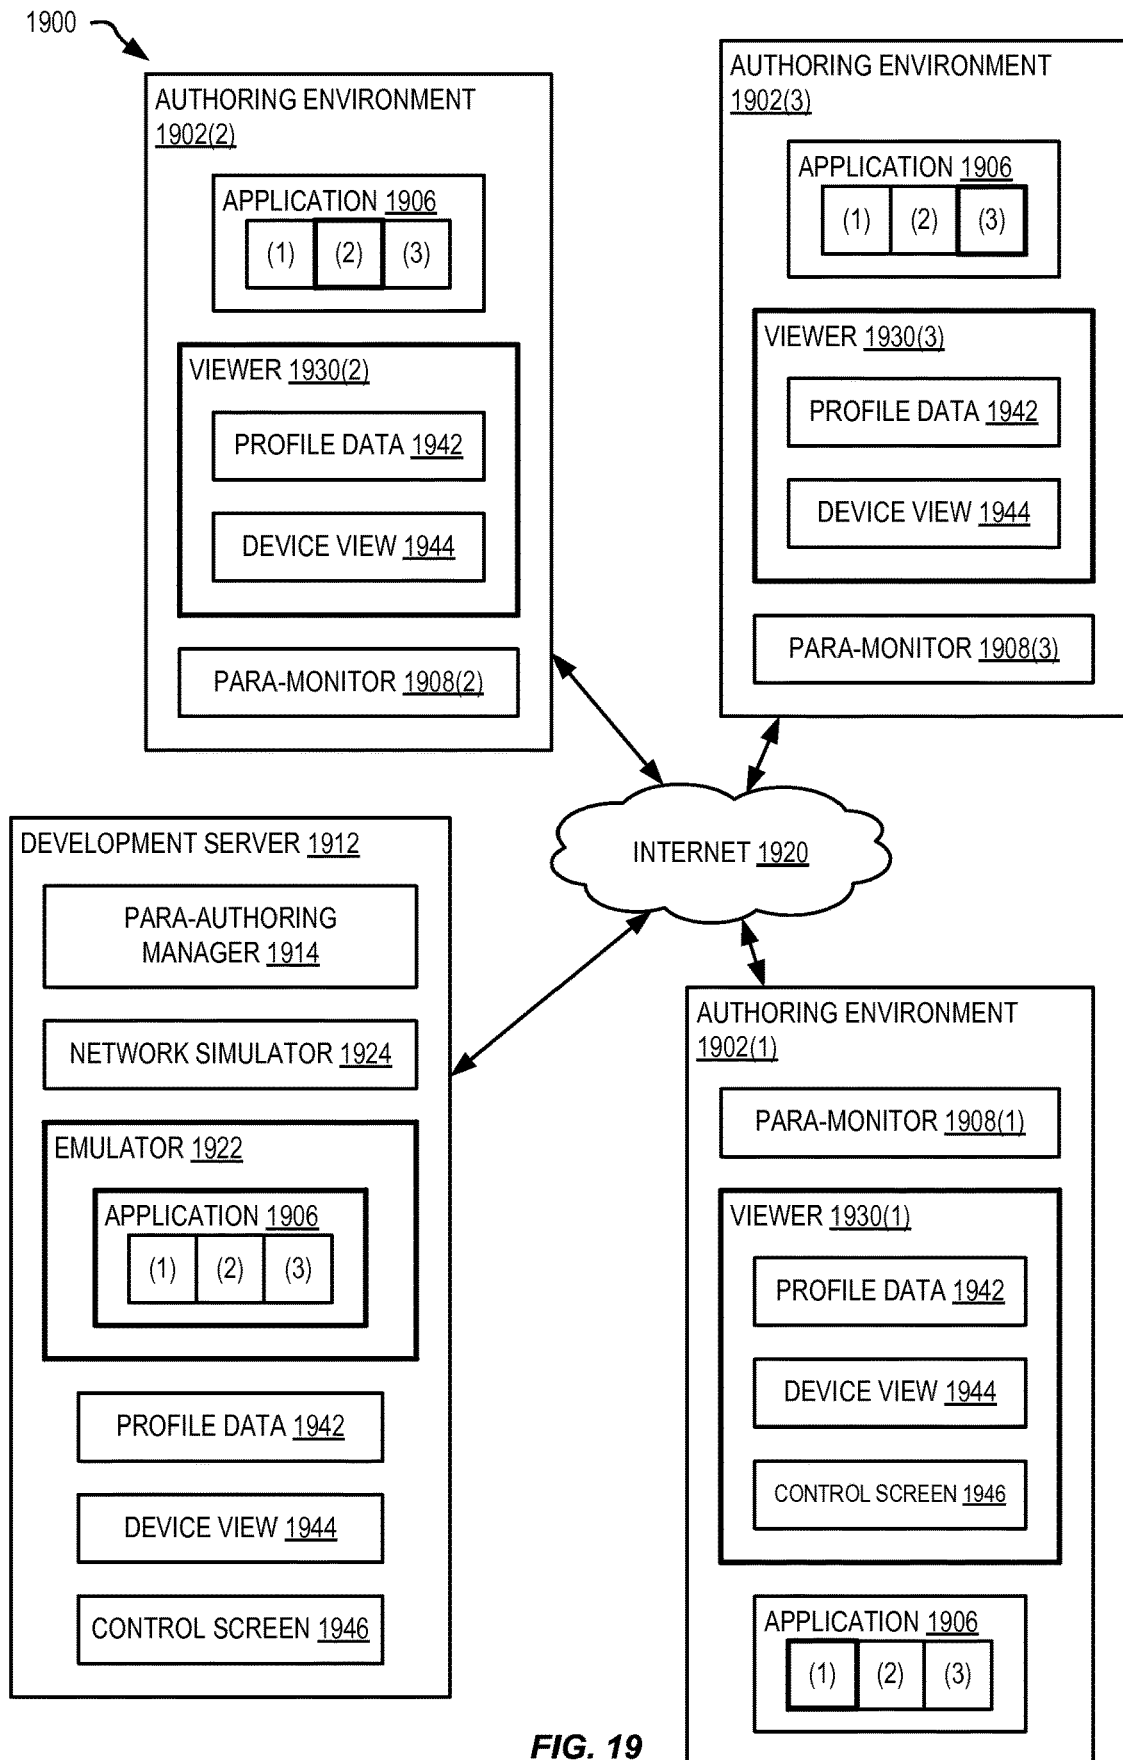 1900
AUTHORING ENVIRONMENT
1902(2)
APPLICATION 1906
(1) (2) (3)
VIEWER 1930(2)
PROFILE DATA 1942
DEVICE VIEW 1944
PARA-MONITOR 1908(2)
AUTHORING ENVIRONMENT
1902(3)
APPLICATION 1906
(1) (2) (3)
VIEWER 1930(3)
PROFILE DATA 1942
DEVICE VIEW 1944
PARA-MONITOR 1908(3)
INTERNET 1920
DEVELOPMENT SERVER 1912
PARA-AUTHORING
MANAGER 1914
NETWORK SIMULATOR 1924
EMULATOR 1922
APPLICATION 1906
(1) (2) (3)
PROFILE DATA 1942
DEVICE VIEW 1944
CONTROL SCREEN 1946
AUTHORING ENVIRONMENT
1902(1)
PARA-MONITOR 1908(1)
VIEWER 1930(1)
PROFILE DATA 1942
DEVICE VIEW 1944
CONTROL SCREEN 1946
APPLICATION 1906
(1) (2) (3)
FIG. 19